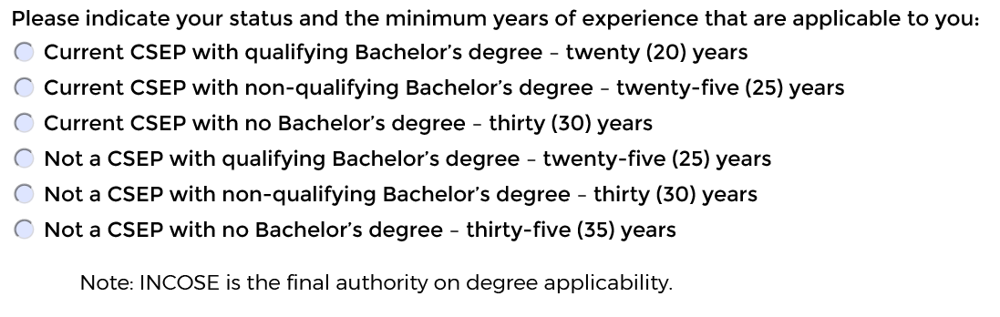 Please indicate your status and the minimum years of experience that are applicable to you:
Current CSEP with qualifying Bachelor’s degree – twenty (20) years
Current CSEP with non-qualifying Bachelor’s degree – twenty-five (25) years
Current CSEP with no Bachelor’s degree – thirty (30) years
Not a CSEP with qualifying Bachelor’s degree – twenty-five (25) years
Not a CSEP with non-qualifying Bachelor’s degree – thirty (30) years
Not a CSEP with no Bachelor’s degree – thirty-five (35) years
Note: INCOSE is the final authority on degree applicability.